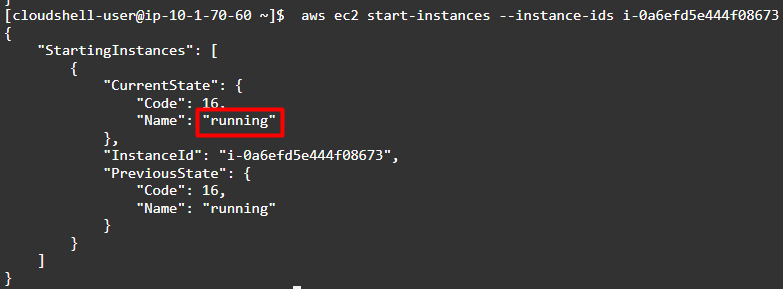 [cloudshell-user@ip-10-1-70-60 ~]$  aws ec2 start-instances --instance-ids i-0a6efd5e444f08673
{
    "StartingInstances": [
        {
            "CurrentState": {
                "Code": 16,
                "Name": "running"
            },
            "InstanceId": "i-0a6efd5e444f08673",
            "PreviousState": {
                "Code": 16,
                "Name": "running"
            }
        }
    ]
}